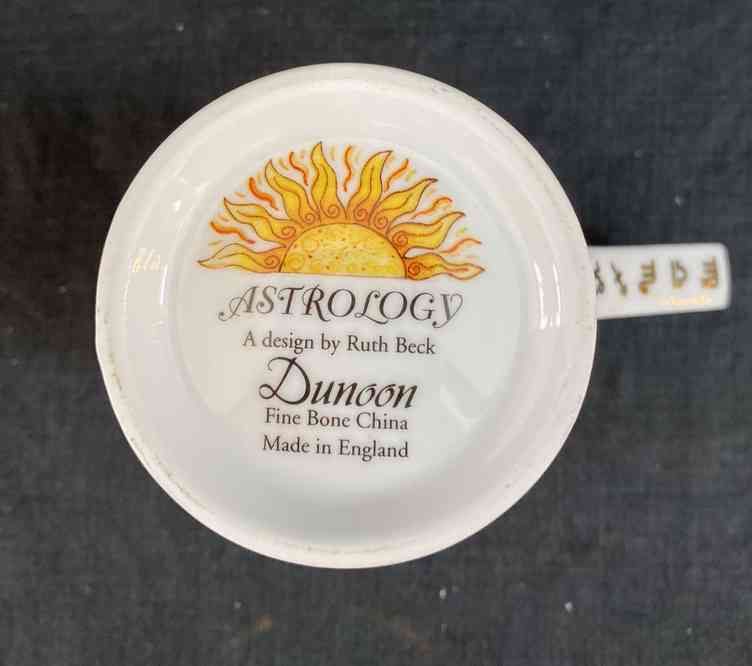 ASTROLOGY
A design by Ruth Beck
Dunoon
Fine Bone China
Made in England